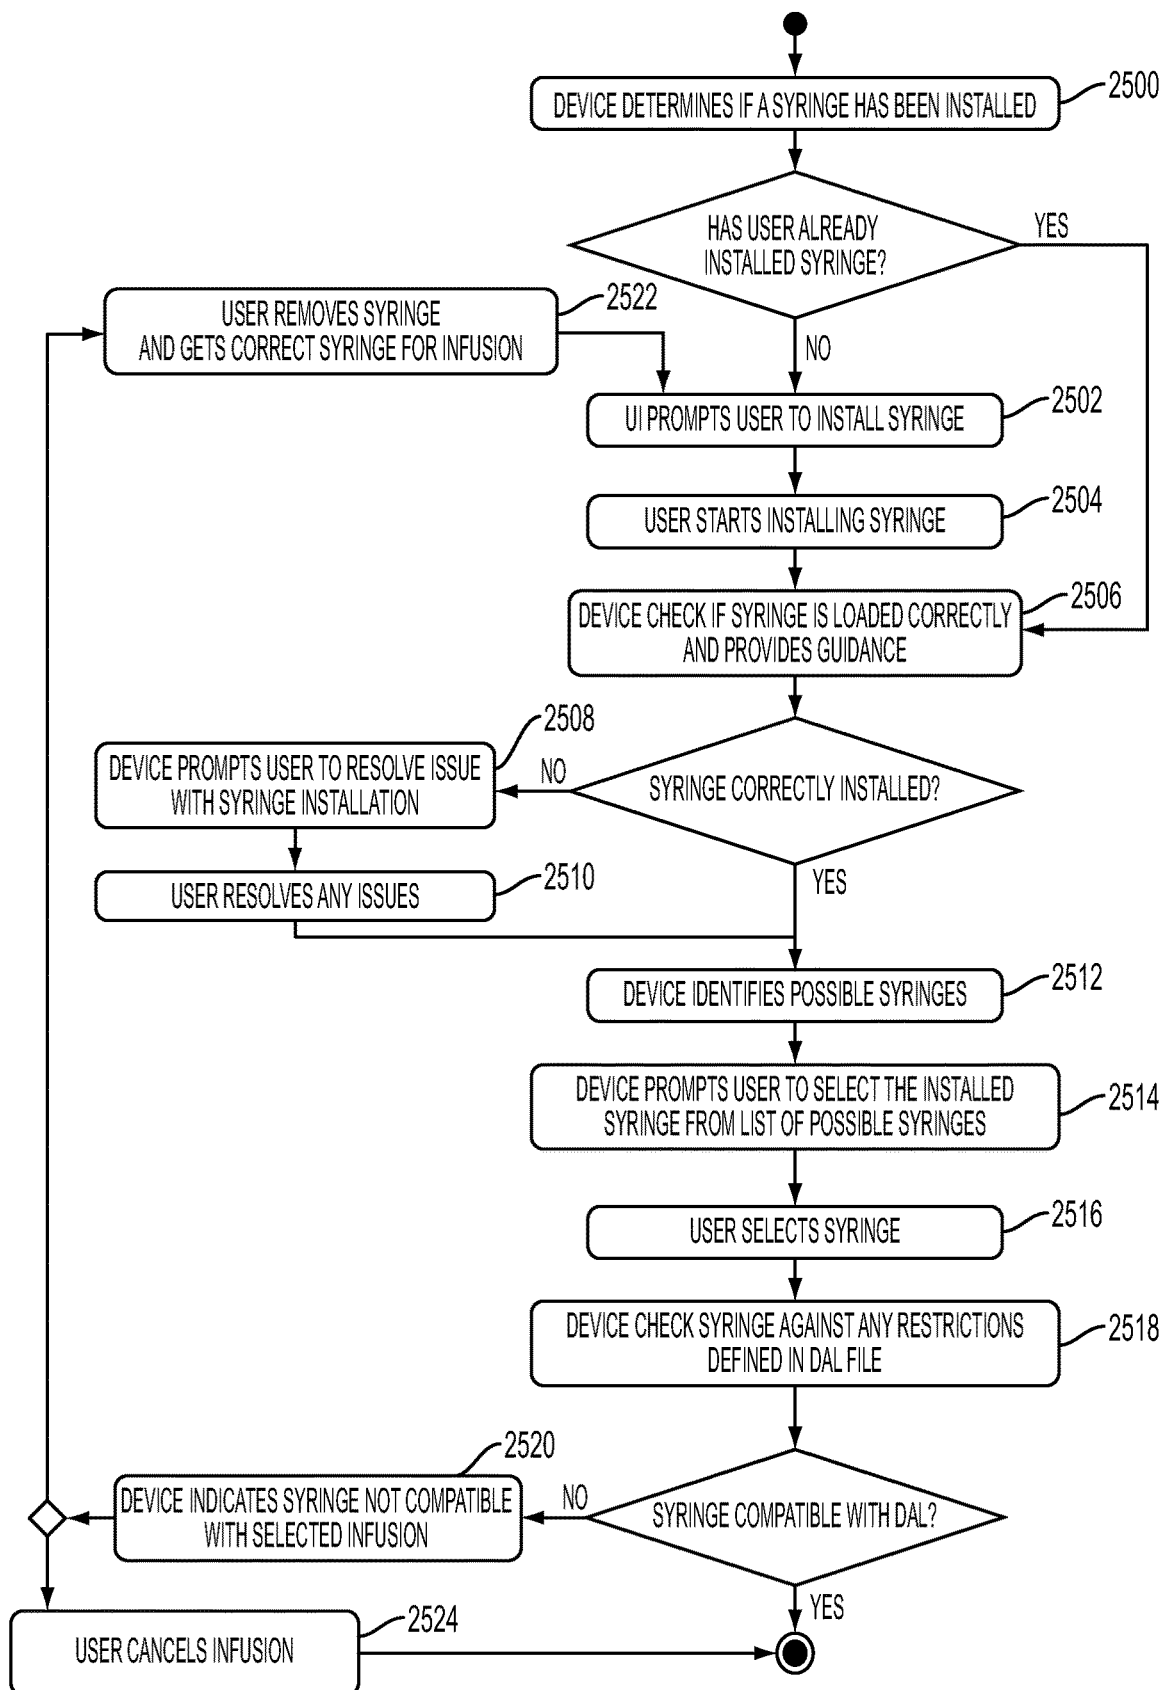 DEVICE DETERMINES IF A SYRINGE HAS BEEN INSTALLED
2500
HAS USER ALREADY
INSTALLED SYRINGE?
YES
NO
USER REMOVES SYRINGE
AND GETS CORRECT SYRINGE FOR INFUSION
2522
UI PROMPTS USER TO INSTALL SYRINGE
2502
USER STARTS INSTALLING SYRINGE
2504
DEVICE CHECK IF SYRINGE IS LOADED CORRECTLY
AND PROVIDES GUIDANCE
2506
SYRINGE CORRECTLY INSTALLED?
NO
YES
DEVICE PROMPTS USER TO RESOLVE ISSUE
WITH SYRINGE INSTALLATION
2508
USER RESOLVES ANY ISSUES
2510
DEVICE IDENTIFIES POSSIBLE SYRINGES
2512
DEVICE PROMPTS USER TO SELECT THE INSTALLED
SYRINGE FROM LIST OF POSSIBLE SYRINGES
2514
USER SELECTS SYRINGE
2516
DEVICE CHECK SYRINGE AGAINST ANY RESTRICTIONS
DEFINED IN DAL FILE
2518
SYRINGE COMPATIBLE WITH DAL?
NO
YES
DEVICE INDICATES SYRINGE NOT COMPATIBLE
WITH SELECTED INFUSION
2520
USER CANCELS INFUSION
2524